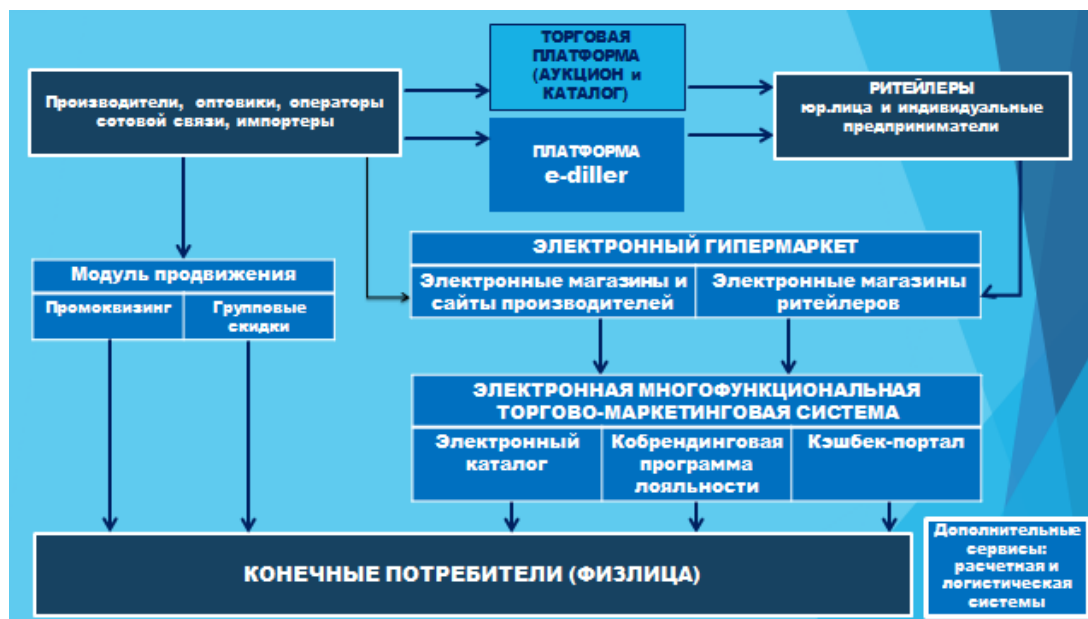 ТОРГОВАЯ
ПЛАТФОРМА
(АУКЦИОН и
КАТАЛОГ)
Производители, оптовики, операторы
сотовой связи, импортеры
РИТЕЙЛЕРЫ
юр.лица и индивидуальные
предприниматели
ПЛАТФОРМА
e-diller
ЭЛЕКТРОННЫЙ ГИПЕРМАРКЕТ
Электронные магазины и
сайты производителей
Электронные магазины
ритейлеров
Модуль продвижения
Промоквизинг
Групповые
скидки
ЭЛЕКТРОННАЯ МНОГОФУНКЦИОНАЛЬНАЯ
ТОРГОВО-МАРКЕТИНГОВАЯ СИСТЕМА
Электронный
каталог
Кобрендинговая
программа
лояльности
Кэшбек-портал
КОНЕЧНЫЕ ПОТРЕБИТЕЛИ (ФИЗЛИЦА)
Дополнительные
сервисы:
расчетная и
логистическая
системы